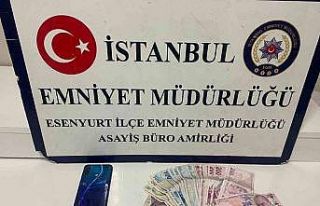 İSTANBUL
EMNİYET MÜDÜRLÜĞÜ
ESENYURT İLÇE EMNİYET MÜDÜRLÜĞÜ
ASAYİŞ BÜRO AMİRLİĞİ